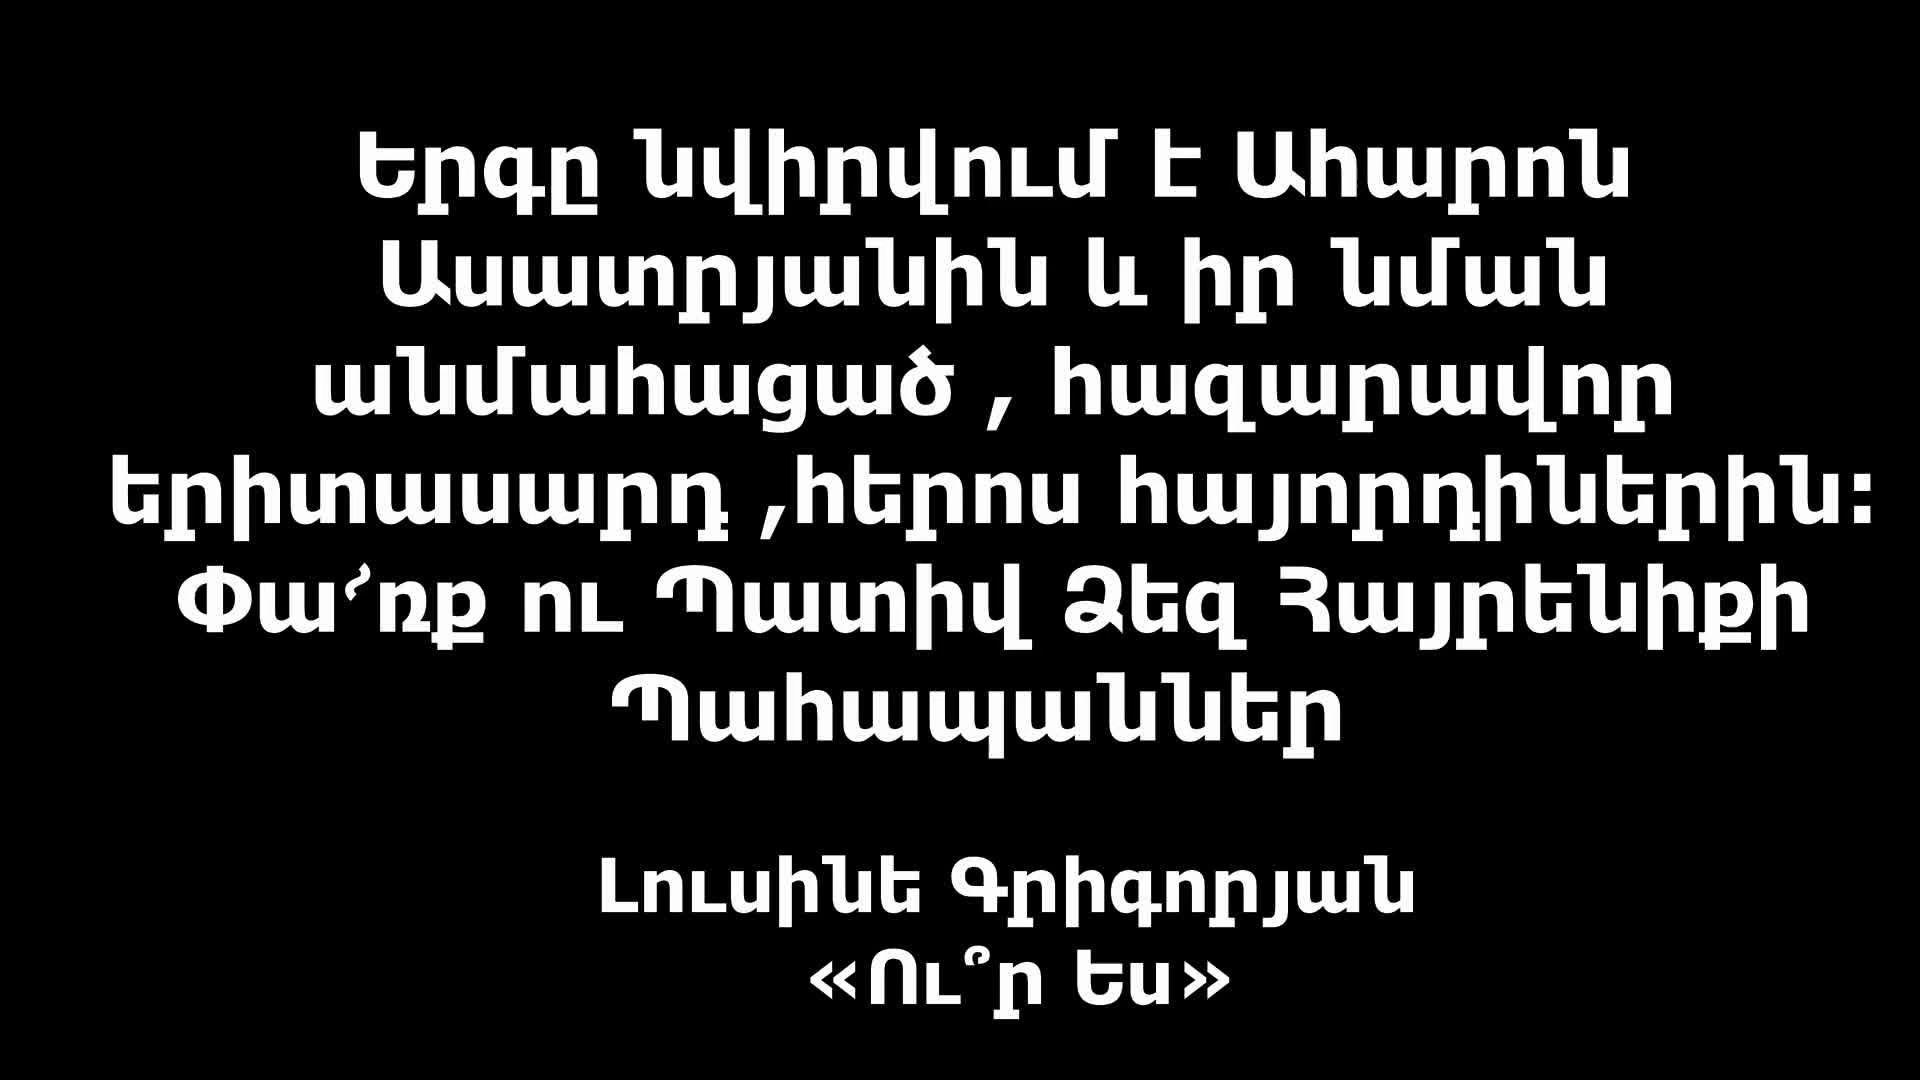 Երգը նվիրվում է Ահարոն
Ասատրյանին և իր նման
անմահացած , հազարավոր
երիտասարդ ,հերոս հայորդիներին։
Փա՜ռք ու Պատիվ Ձեզ Հայրենիքի
Պահապաններ
Լուսինե Գրիգորյան
«Ու՞ր Ես»